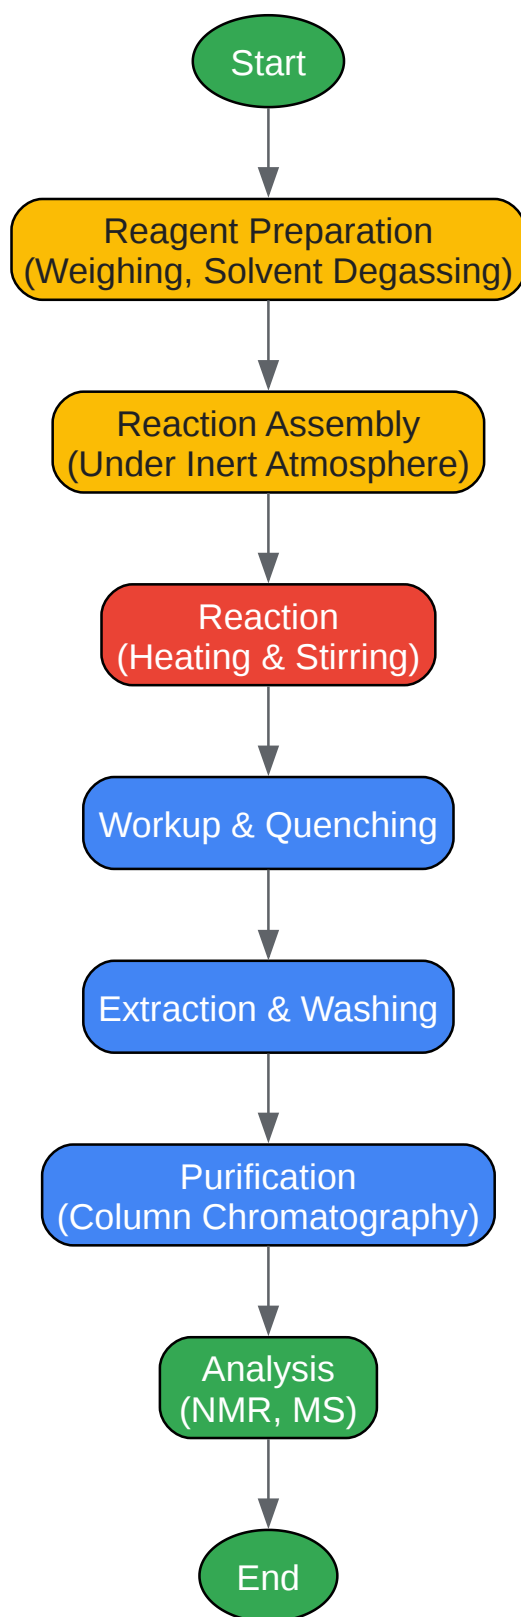 Start
Reagent Preparation
(Weighing, Solvent Degassing)
Reaction Assembly
(Under Inert Atmosphere)
Reaction
(Heating & Stirring)
Workup & Quenching
Extraction & Washing
Purification
(Column Chromatography)
Analysis
(NMR, MS)
End